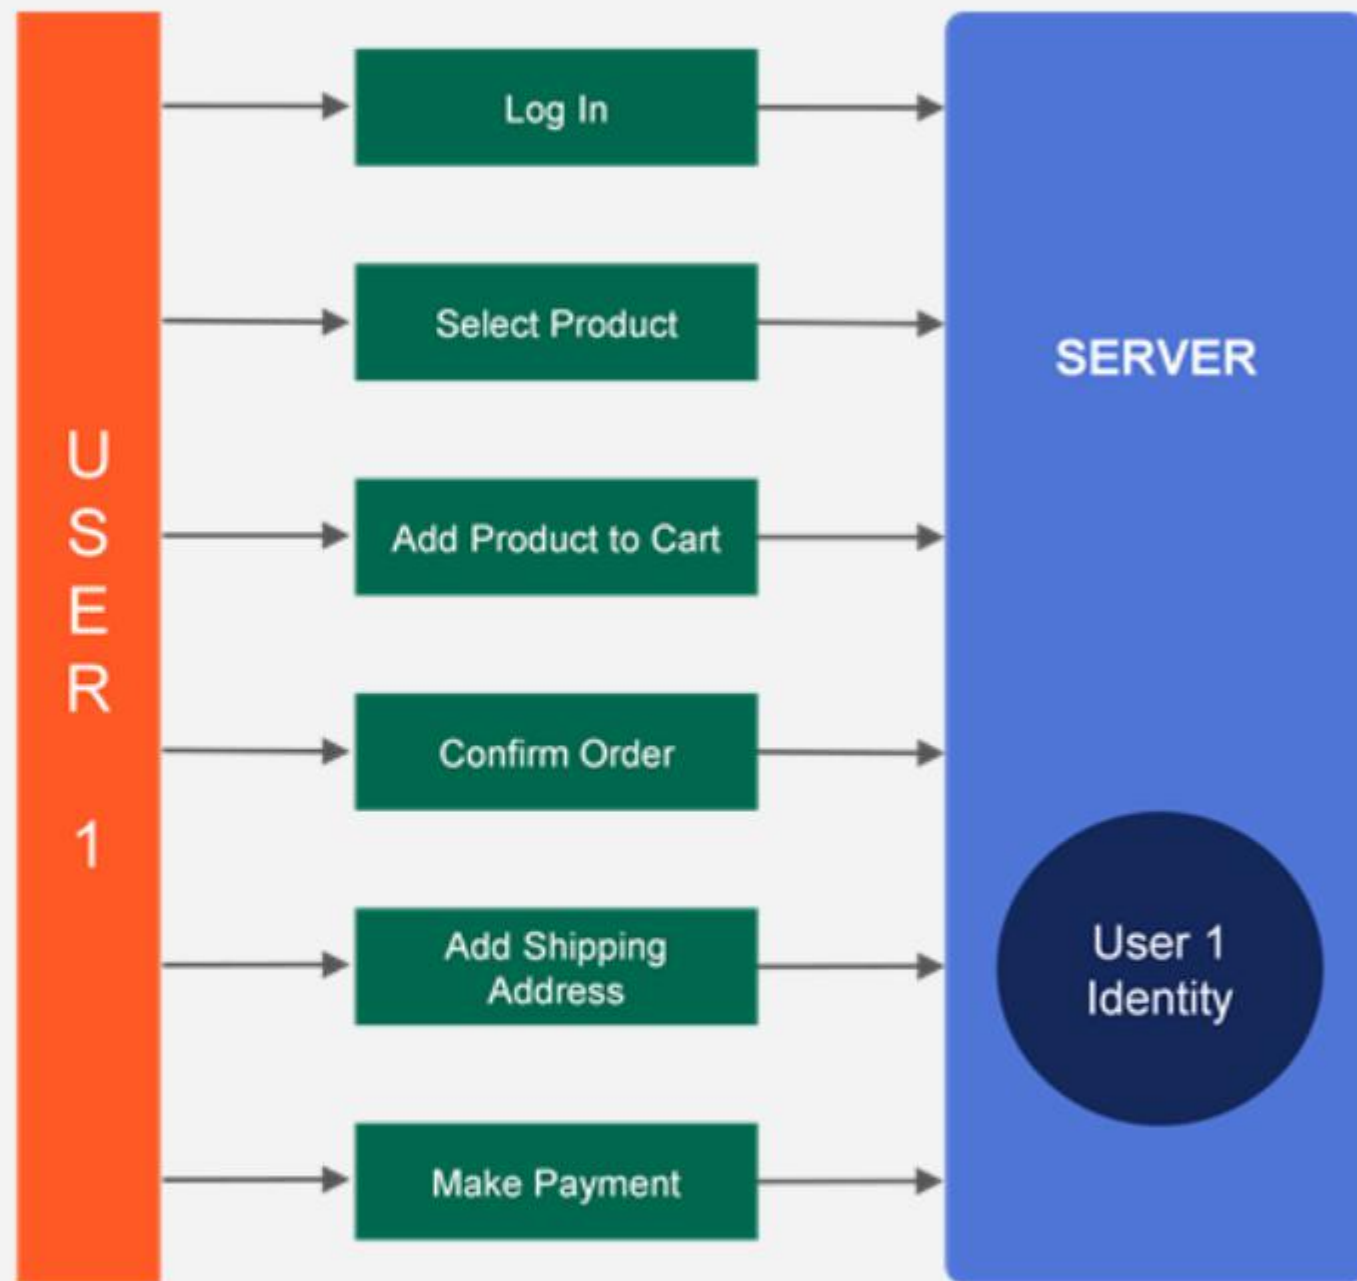 USER 1
Log In
Select Product
Add Product to Cart
Confirm Order
Add Shipping
Address
Make Payment
SERVER
User 1
Identity